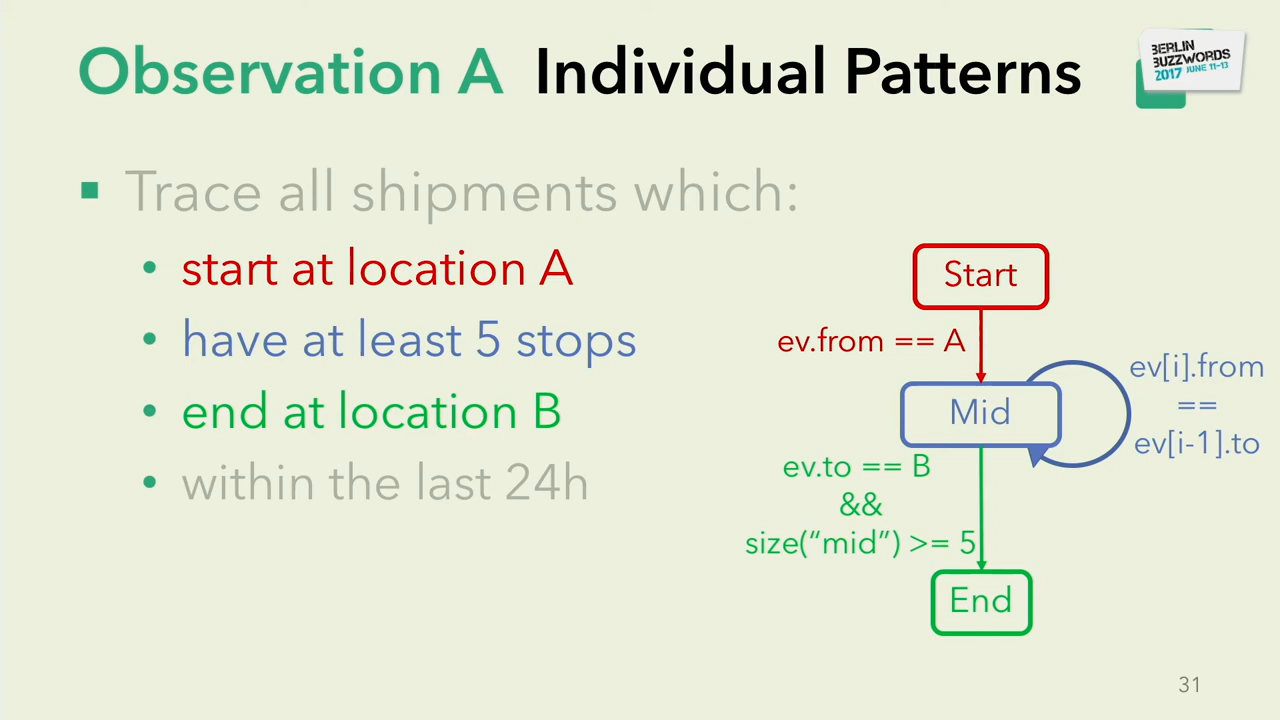 Observation A Individual Patterns
BERLIN
BUZZWORDS
2017 JUNE 11-13
▪ Trace all shipments which:
• start at location A
• have at least 5 stops
• end at location B
• within the last 24h
Start
ev.from == A
Mid
ev[i].from
==
ev[i-1].to
ev.to == B
&&
size(“mid”) >= 5
End
31